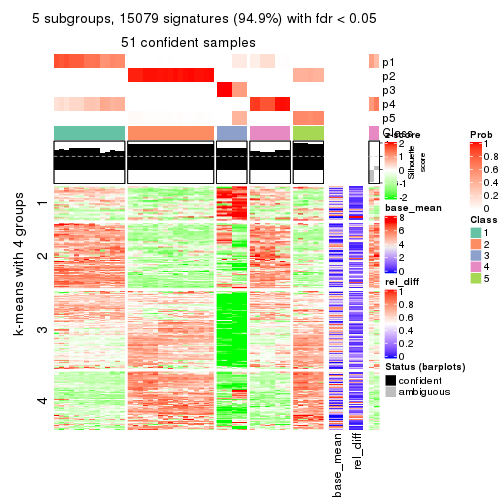 5 subgroups, 15079 signatures (94.9%) with fdr < 0.05
51 confident samples
p1
p2
p3
p4
p5
Class
Silhouette
score
1
2
3
4
k-means with 4 groups
base_mean
rel_diff
z-score
2
1
0
-1
-2
base_mean
8
6
4
2
0
rel_diff
1
0.8
0.6
0.4
0.2
0
Status (barplots)
confident
ambiguous
Prob
1
0.8
0.6
0.4
0.2
0
Class
1
2
3
4
5